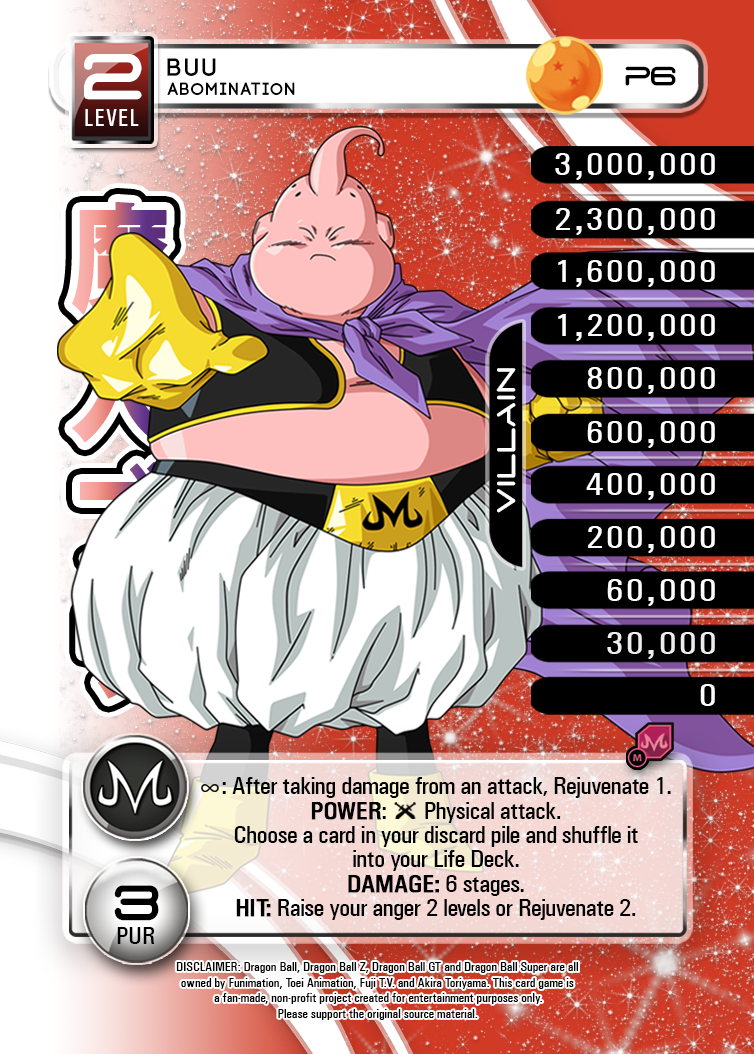 2
LEVEL
BUU
ABOMINATION
P6
3,000,000
2,300,000
1,600,000
1,200,000
800,000
600,000
400,000
200,000
60,000
30,000
0
VILLAIN
魔
人
M
M
3
PUR
∞: After taking damage from an attack, Rejuvenate 1.
POWER: Physical attack.
Choose a card in your discard pile and shuffle it
into your Life Deck.
DAMAGE: 6 stages.
HIT: Raise your anger 2 levels or Rejuvenate 2.
DISCLAIMER: Dragon Ball, Dragon Ball Z, Dragon Ball GT and Dragon Ball Super are all
owned by Funimation, Toei Animation, Fuji T.V. and Akira Toriyama. This card game is
a fan-made, non-profit project created for entertainment purposes only.
Please support the original source material.